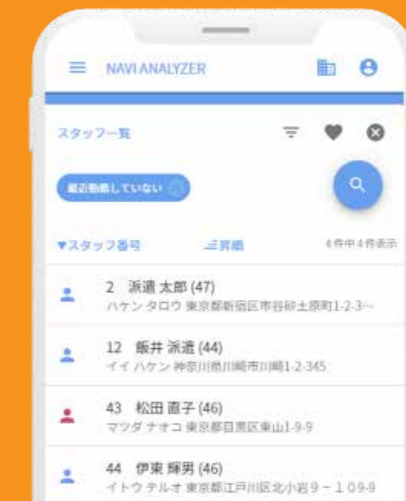 NAVI ANALYZER
スタッフ一覧
最近勤務していない
▼スタッフ番号
昇順
4件中4件表示
2 派遣 太郎 (47)
ハケン タロウ 東京都新宿区市谷砂土原町1-2-3…
12 飯井 派遣 (44)
イイ ハケン 神奈川県川崎市川崎1-2-345
43 松田 直子 (46)
マツダ ナオコ 東京都目黒区東山1-9-9
44 伊東 輝男 (46)
イトウ テルオ 東京都江戸川区北小岩9－109-9